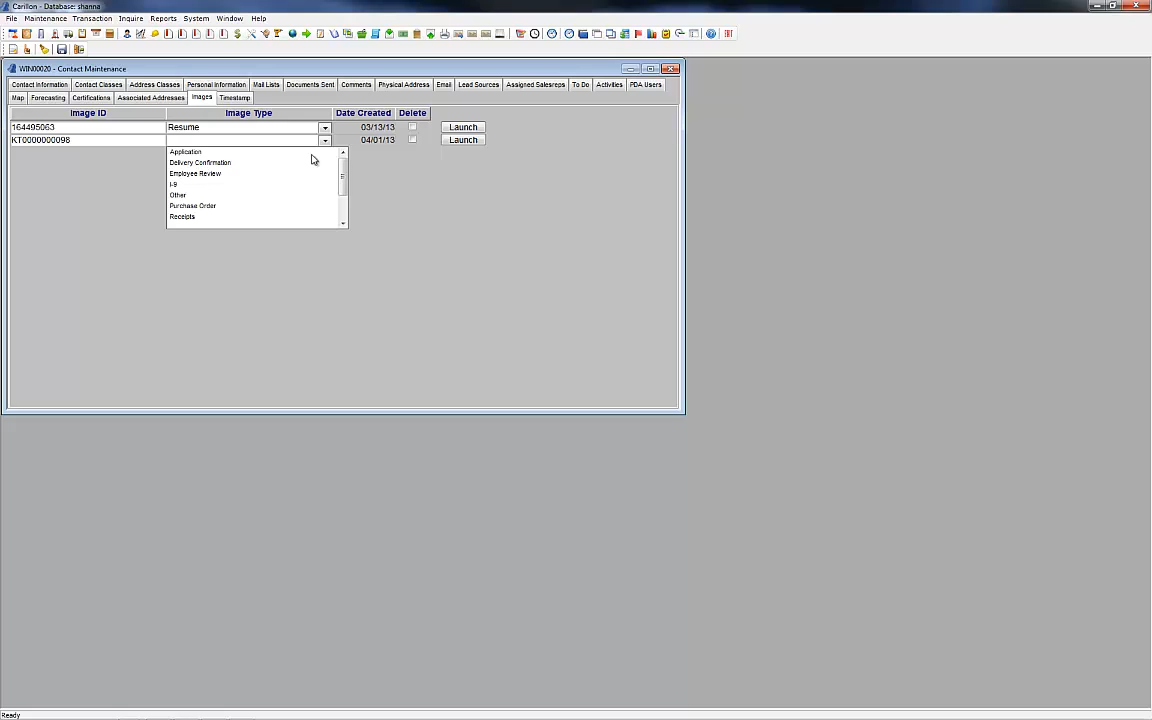 Carillon - Database: shanna
File Maintenance Transaction Inquire Reports System Window Help
WIN00020 - Contact Maintenance
Contact Information Contact Classes Address Classes Personal Information Mail Lists Documents Sent Comments Physical Address Email Lead Sources Assigned Salesreps To Do Activities PDA Users
Map Forecasting Certifications Associated Addresses Images Timestamp
Image ID Image Type Date Created Delete
164495063 Resume 03/13/13 Launch
KT0000000098 04/01/13 Launch
Application
Delivery Confirmation
Employee Review
I-9
Other
Purchase Order
Receipts
Ready